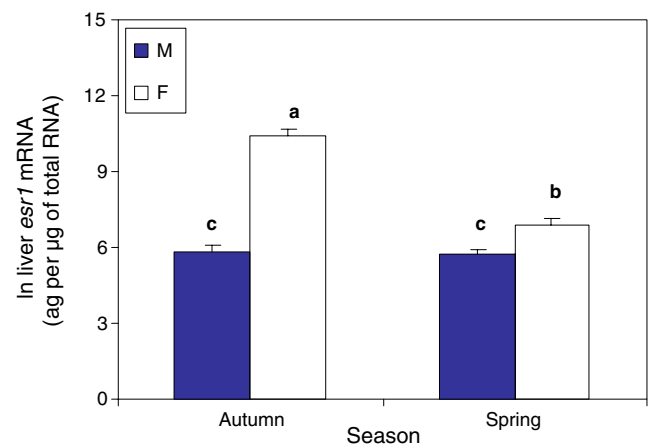 15
12
9
6
3
0
ln liver esr1 mRNA
(ag per µg of total RNA)
M
F
c
a
c
b
Autumn
Spring
Season